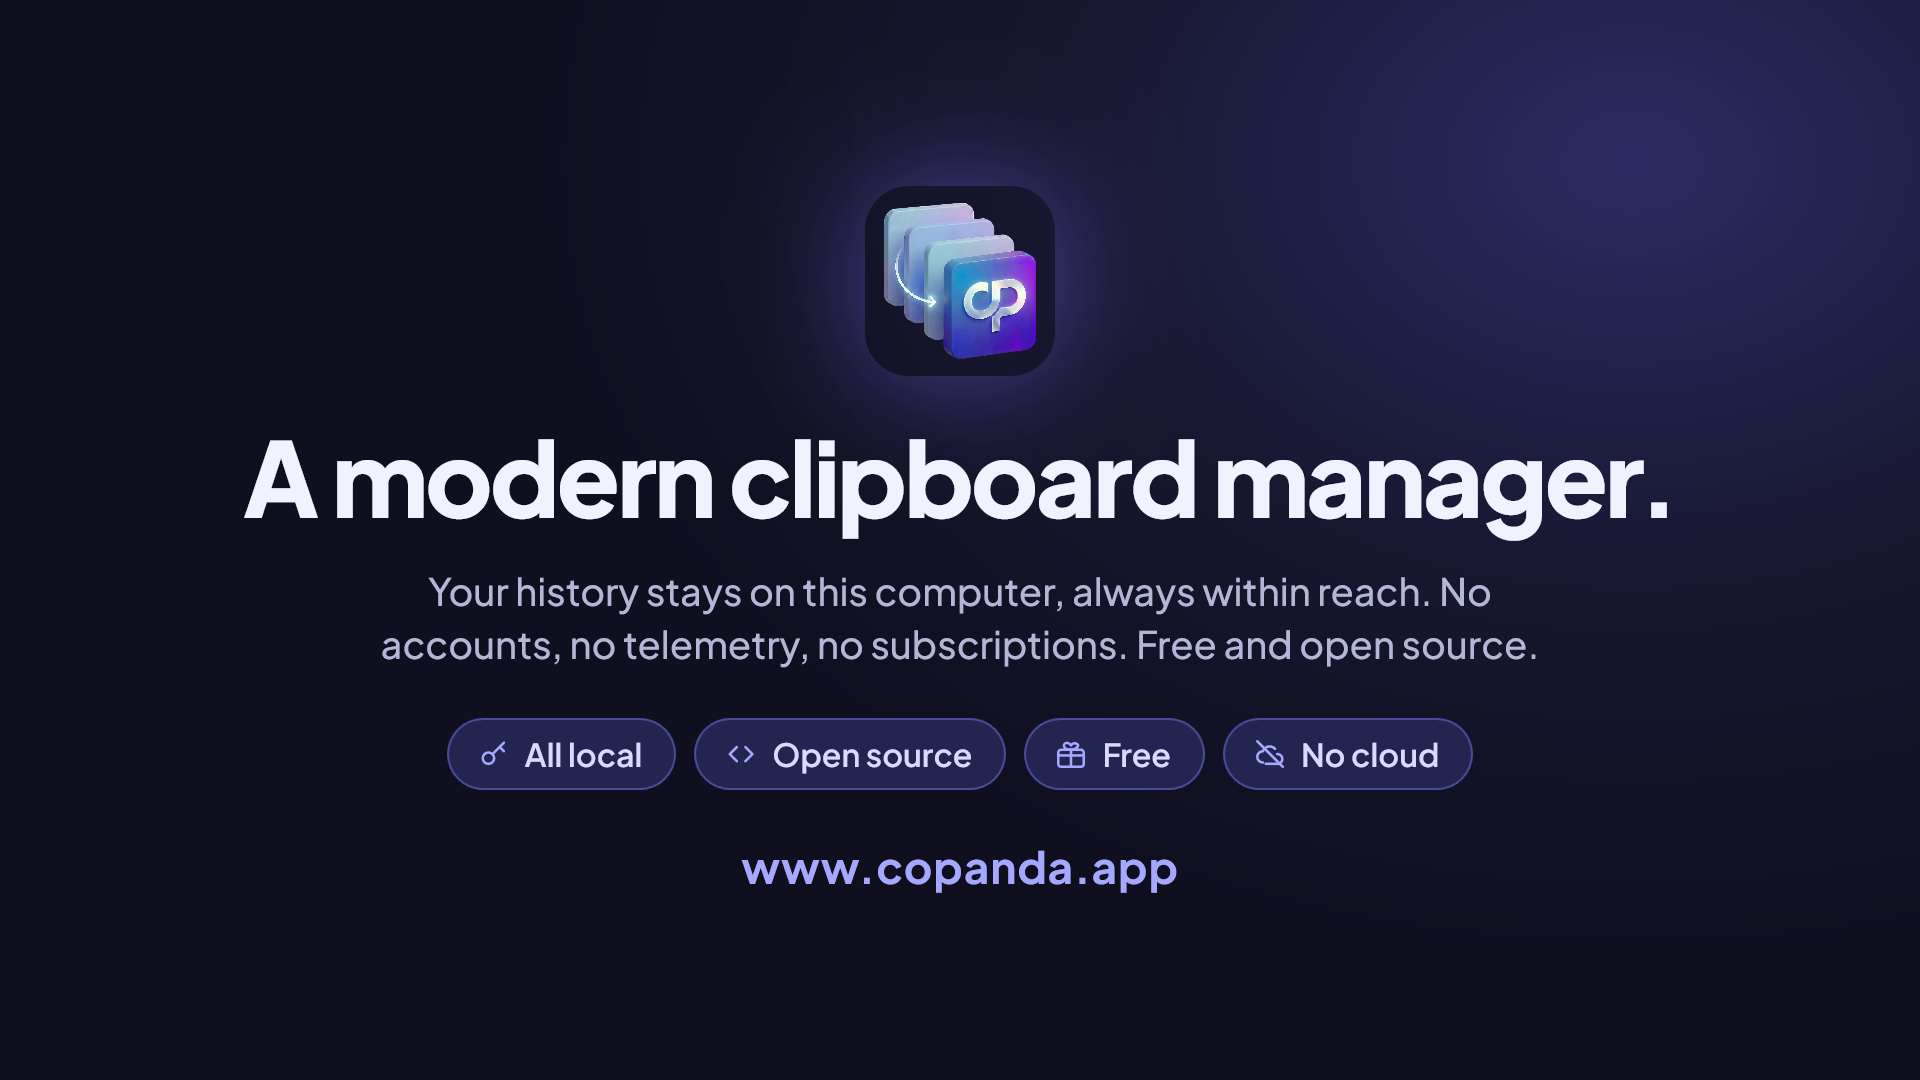 cp
A modern clipboard manager.
Your history stays on this computer, always within reach. No
accounts, no telemetry, no subscriptions. Free and open source.
All local
Open source
Free
No cloud
www.copanda.app